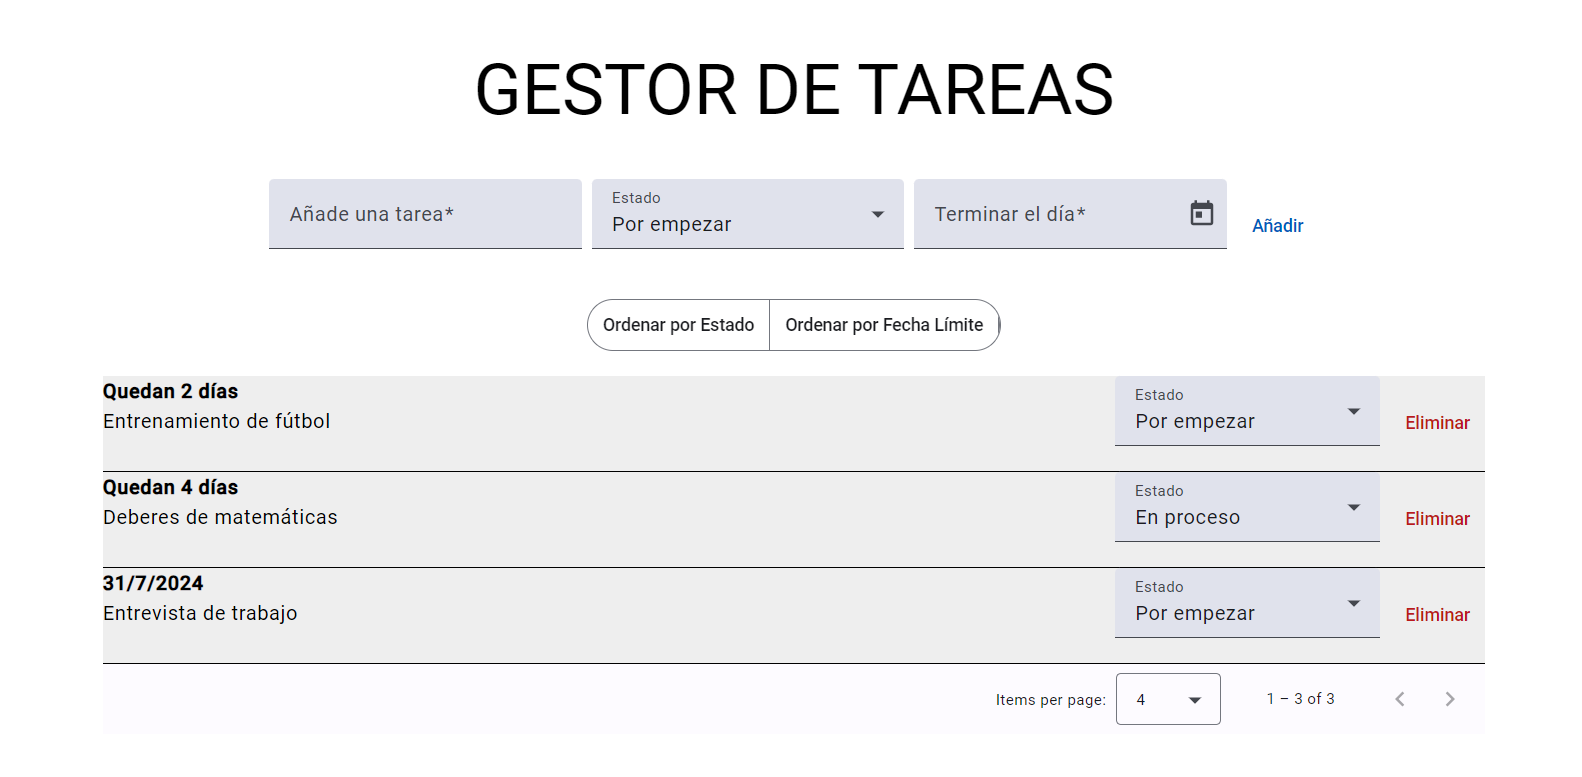 GESTOR DE TAREAS
Añade una tarea*
Estado
Por empezar
Terminar el día*
Añadir
Ordenar por Estado
Ordenar por Fecha Límite
Quedan 2 días
Entrenamiento de fútbol
Estado
Por empezar
Eliminar
Quedan 4 días
Deberes de matemáticas
Estado
En proceso
Eliminar
31/7/2024
Entrevista de trabajo
Estado
Por empezar
Eliminar
Items per page: 4 1 – 3 of 3